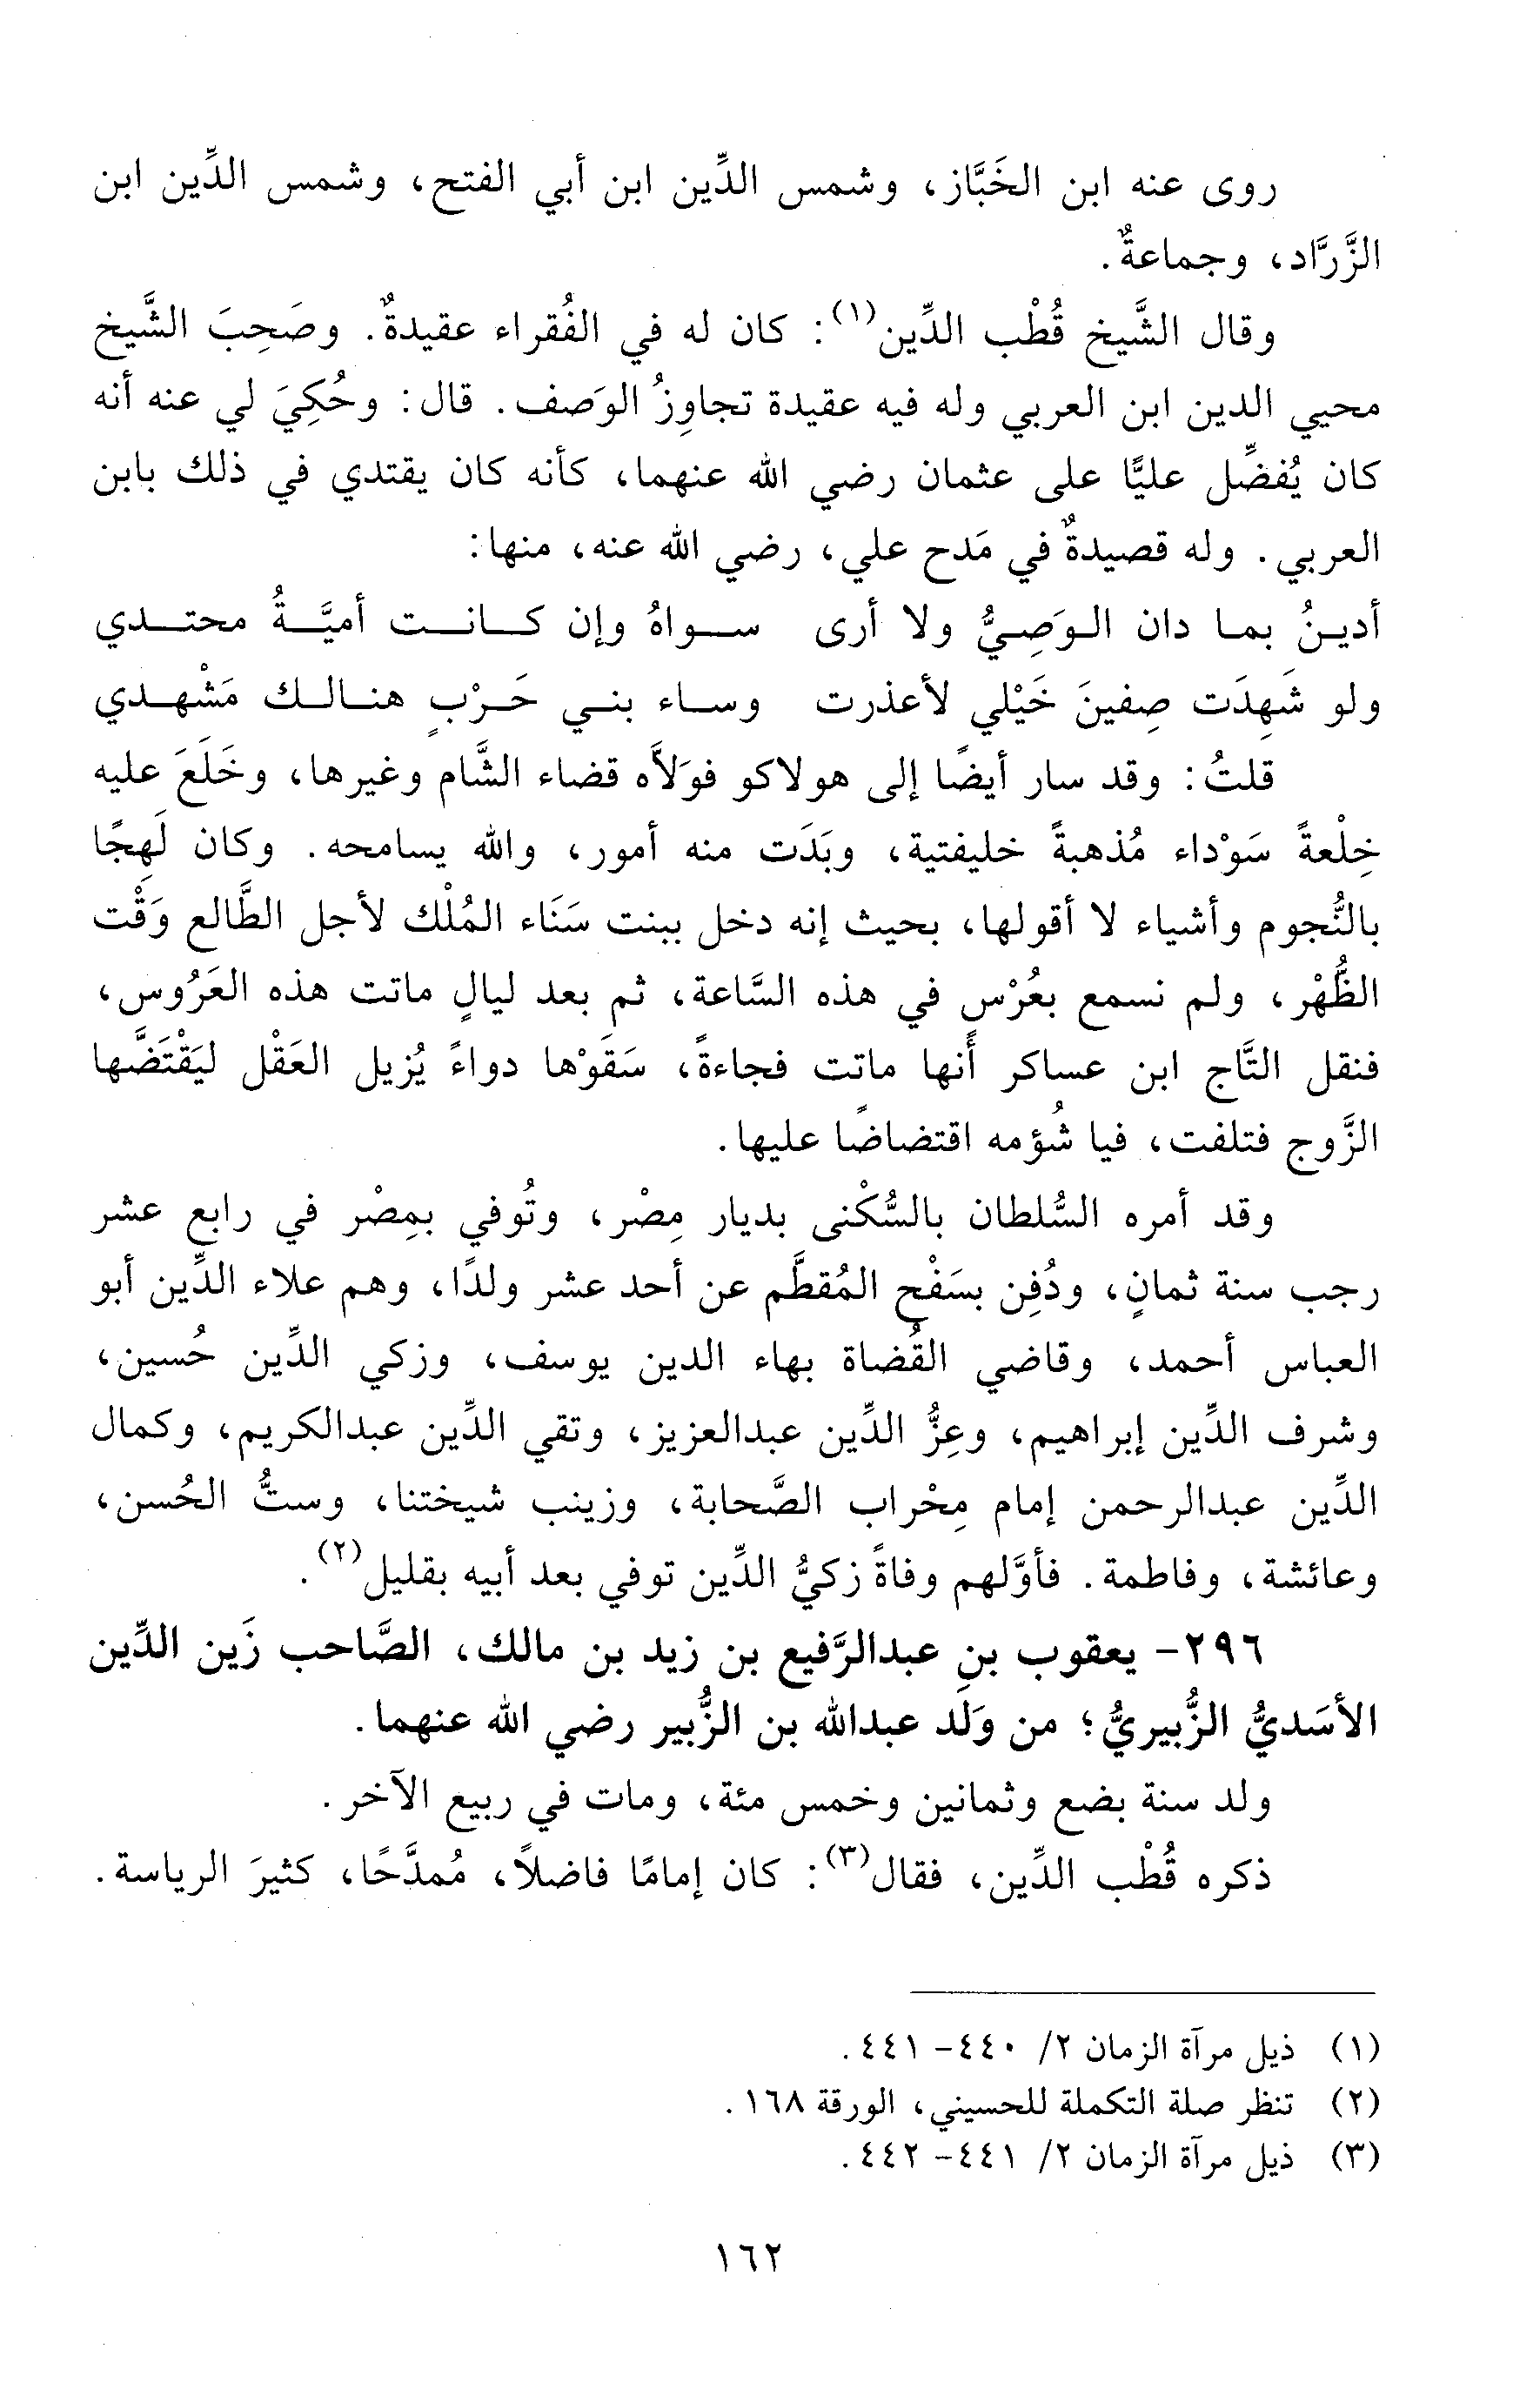 روى عنه ابن الخَبَّاز، وشمس الدِّين ابن أبي الفتح، وشمس الدِّين ابن
الزَّرَّاد، وجماعةٌ.
وقال الشَّيخ قُطْب الدِّين(١): كان له في الفُقراء عقيدةٌ. وصَحِبَ الشَّيخ
محيي الدين ابن العربي وله فيه عقيدة تجاوِزُ الوَصف. قال: وحُكِيَ لي عنه أنه
كان يُفضِّل عليًّا على عثمان رضي الله عنهما، كأنه كان يقتدي في ذلك بابن
العربي. وله قصيدةٌ في مَدح علي، رضي الله عنه، منها:
أدينُ بما دان الوَصِيُّ ولا أرى سواهُ وإن كانت أميَّةُ محتدي
ولو شَهِدَت صِفينَ خَيْلي لأعذرت وساء بني حَرْبٍ هنالك مَشْهدي
قلتُ: وقد سار أيضًا إلى هولاكو فوَلاَّه قضاء الشَّام وغيرها، وخَلَعَ عليه
خِلْعةً سَوْداء مُذهبةً خليفتية، وبَدَت منه أمور، والله يسامحه. وكان لَهِجًا
بالنُّجوم وأشياء لا أقولها، بحيث إنه دخل ببنت سَنَاء المُلْك لأجل الطَّالع وَقْت
الظُّهْر، ولم نسمع بعُرْس في هذه السَّاعة، ثم بعد ليالٍ ماتت هذه العَرُوس،
فنقل التَّاج ابن عساكر أَنها ماتت فجاءةً، سَقَوْها دواءً يُزيل العَقْل ليَقْتَضَّها
الزَّوج فتلفت، فيا شُؤمه اقتضاضًا عليها.
وقد أمره السُّلطان بالسُّكْنى بديار مِصْر، وتُوفي بمِصْر في رابع عشر
رجب سنة ثمانٍ، ودُفِن بسَفْح المُقطَّم عن أحد عشر ولدًا، وهم علاء الدِّين أبو
العباس أحمد، وقاضي القُضاة بهاء الدين يوسف، وزكي الدِّين حُسين،
وشرف الدِّين إبراهيم، وعِزُّ الدِّين عبدالعزيز، وتقي الدِّين عبدالكريم، وكمال
الدِّين عبدالرحمن إمام مِحْراب الصَّحابة، وزينب شيختنا، وستُّ الحُسن،
وعائشة، وفاطمة. فأوَّلهم وفاةً زكيُّ الدِّين توفي بعد أبيه بقليل(٢).
٢٩٦- يعقوب بنِ عبدالرَّفيع بن زيد بن مالك، الصَّاحب زَين الدِّين
الأسَديُّ الزُّبيريُّ؛ من وَلَد عبدالله بن الزُّبير رضي الله عنهما.
ولد سنة بضع وثمانين وخمس مئة، ومات في ربيع الآخر.
ذكره قُطْب الدِّين، فقال(٣): كان إمامًا فاضلاً، مُمدَّحًا، كثيرَ الرياسة.
(١) ذيل مرآة الزمان ٢/ ٤٤٠- ٤٤١.
(٢) تنظر صلة التكملة للحسيني، الورقة ١٦٨.
(٣) ذيل مرآة الزمان ٢/ ٤٤١- ٤٤٢.
١٦٢